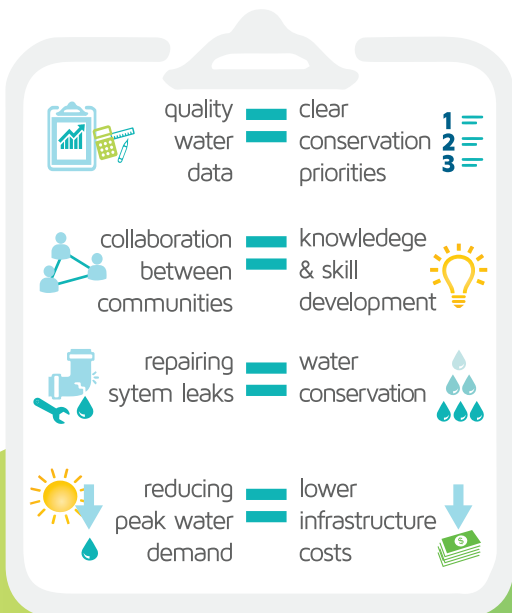 quality
water
data
=
clear
conservation
priorities
1
2
3
collaboration
between
communities
=
knowledege
& skill
development
repairing
sytem leaks
=
water
conservation
reducing
peak water
demand
=
lower
infrastructure
costs
$